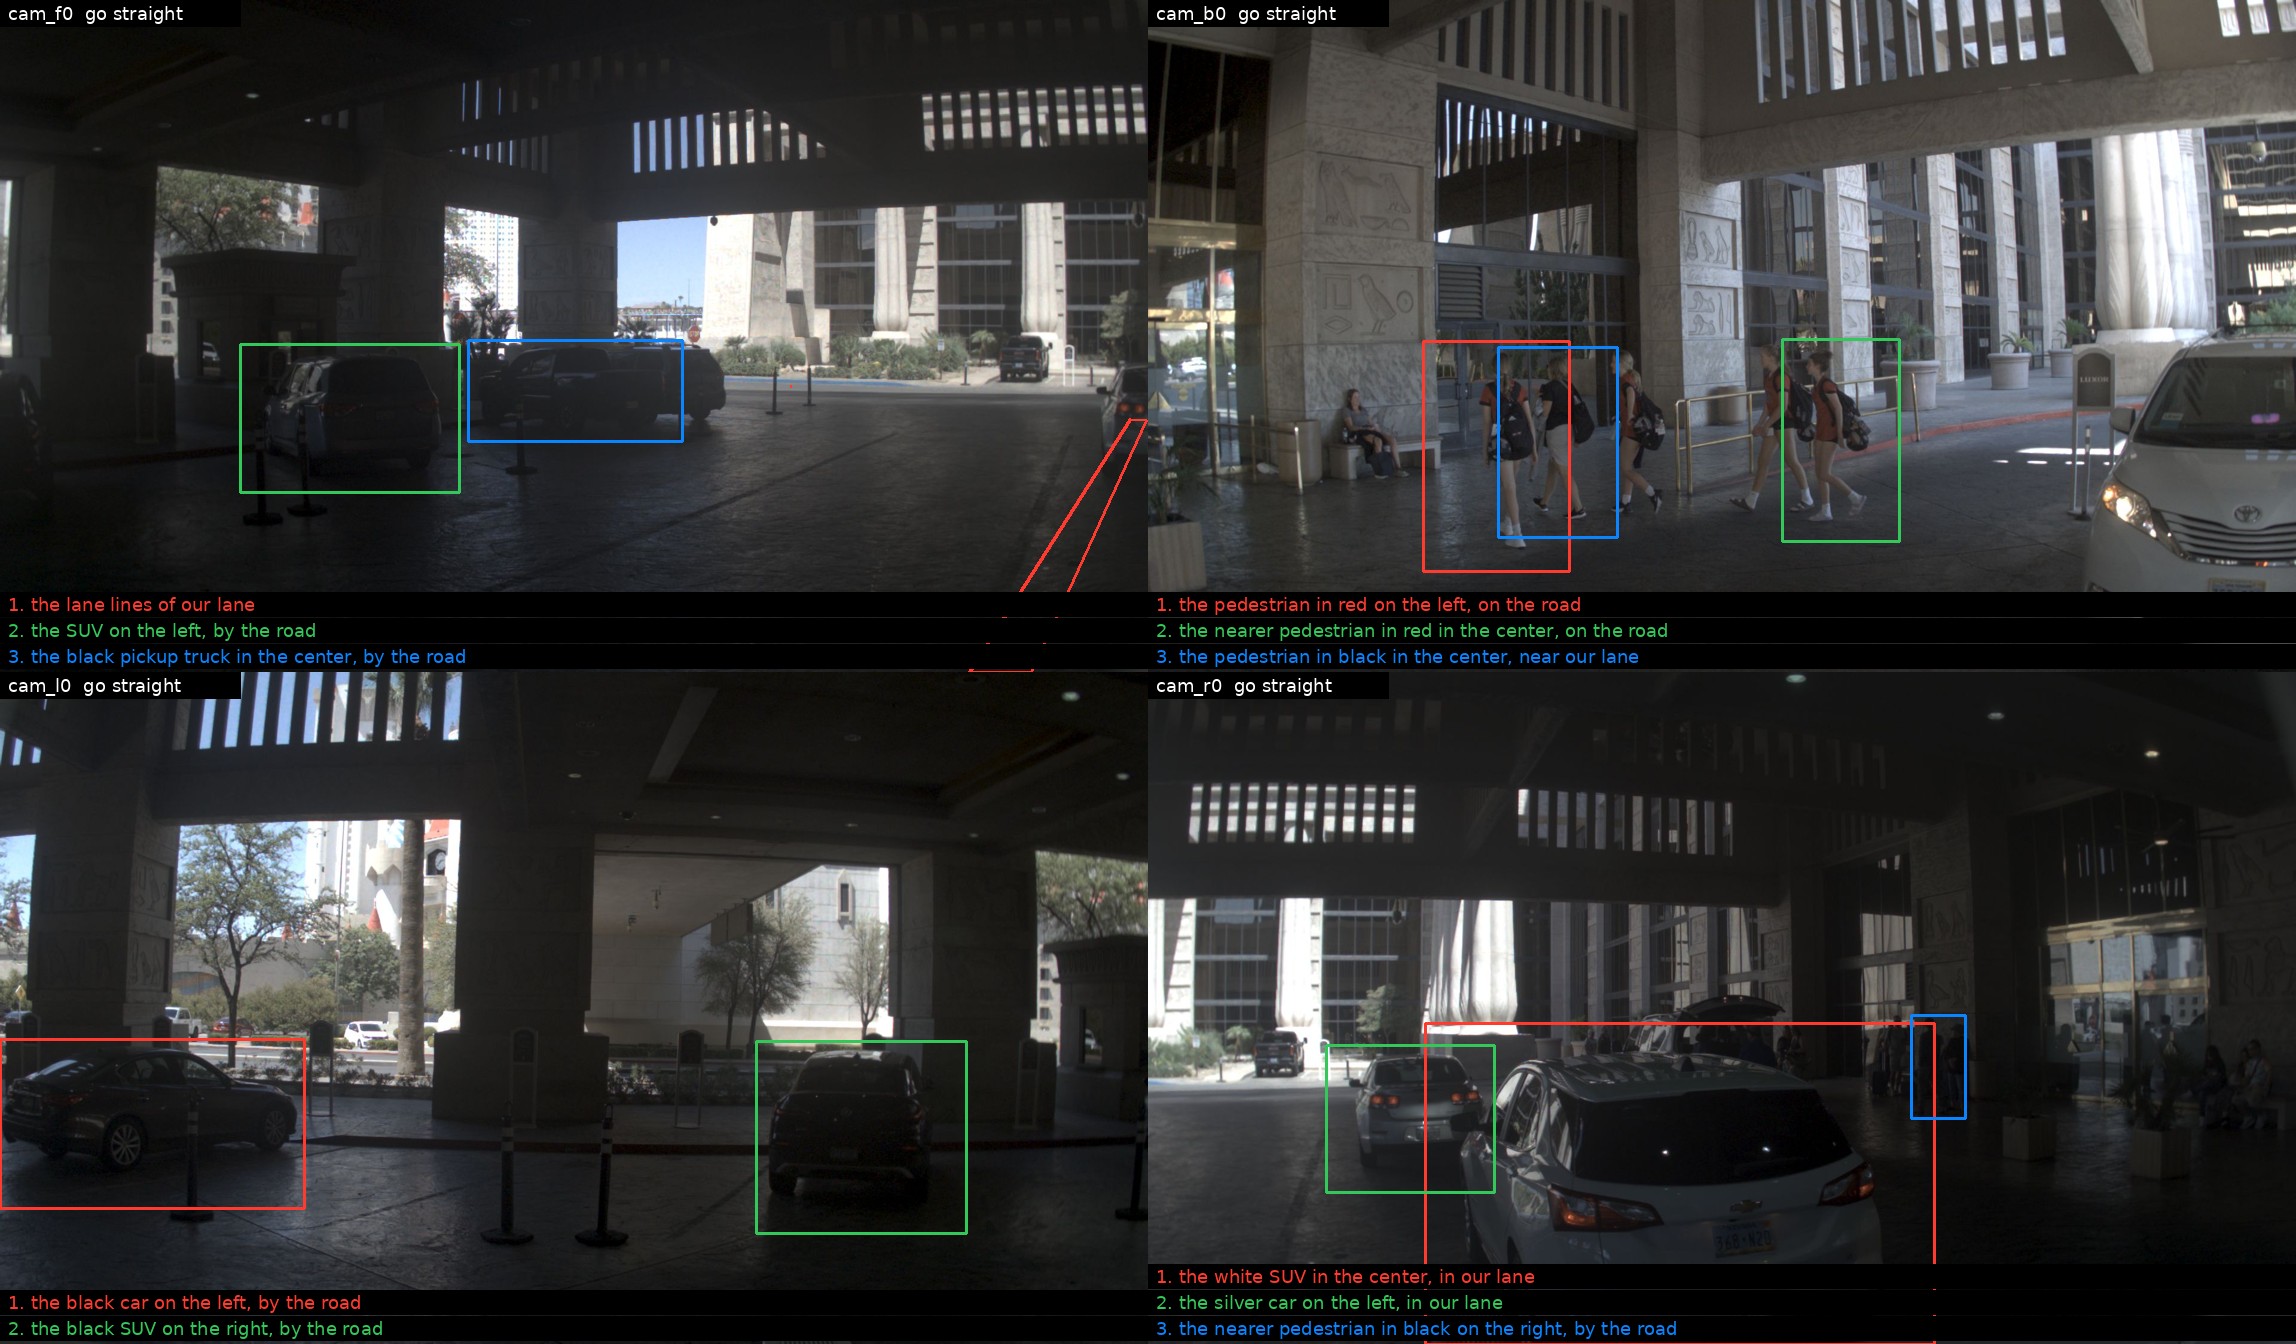 cam_f0 go straight
1. the lane lines of our lane
2. the SUV on the left, by the road
3. the black pickup truck in the center, by the road
cam_b0 go straight
LUXOR
1. the pedestrian in red on the left, on the road
2. the nearer pedestrian in red in the center, on the road
3. the pedestrian in black in the center, near our lane
cam_l0 go straight
1. the black car on the left, by the road
2. the black SUV on the right, by the road
cam_r0 go straight
1. the white SUV in the center, in our lane
2. the silver car on the left, in our lane
3. the nearer pedestrian in black on the right, by the road